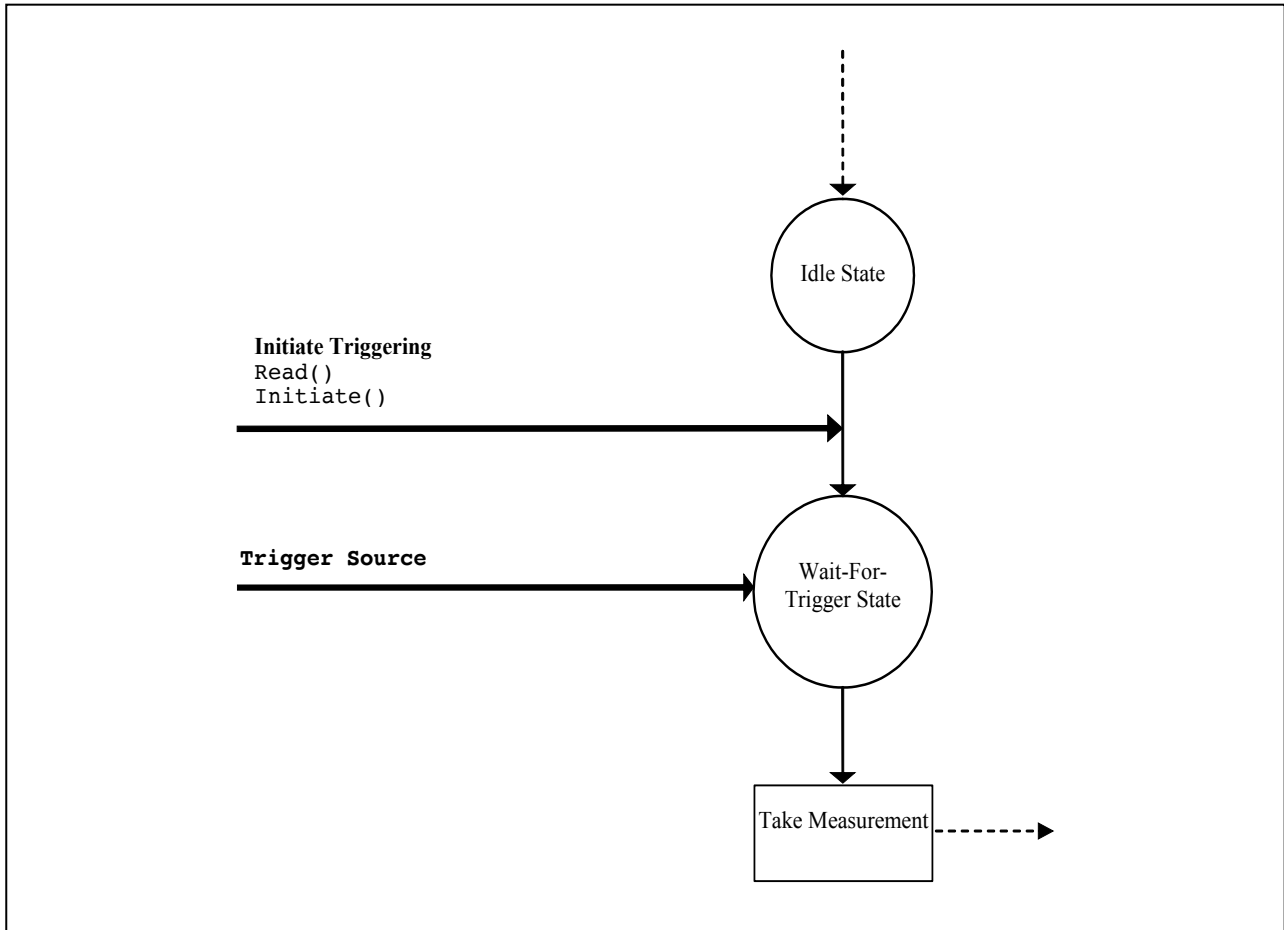 Idle State
Initiate Triggering
Read()
Initiate()
Trigger Source
Wait-For-
Trigger State
Take Measurement